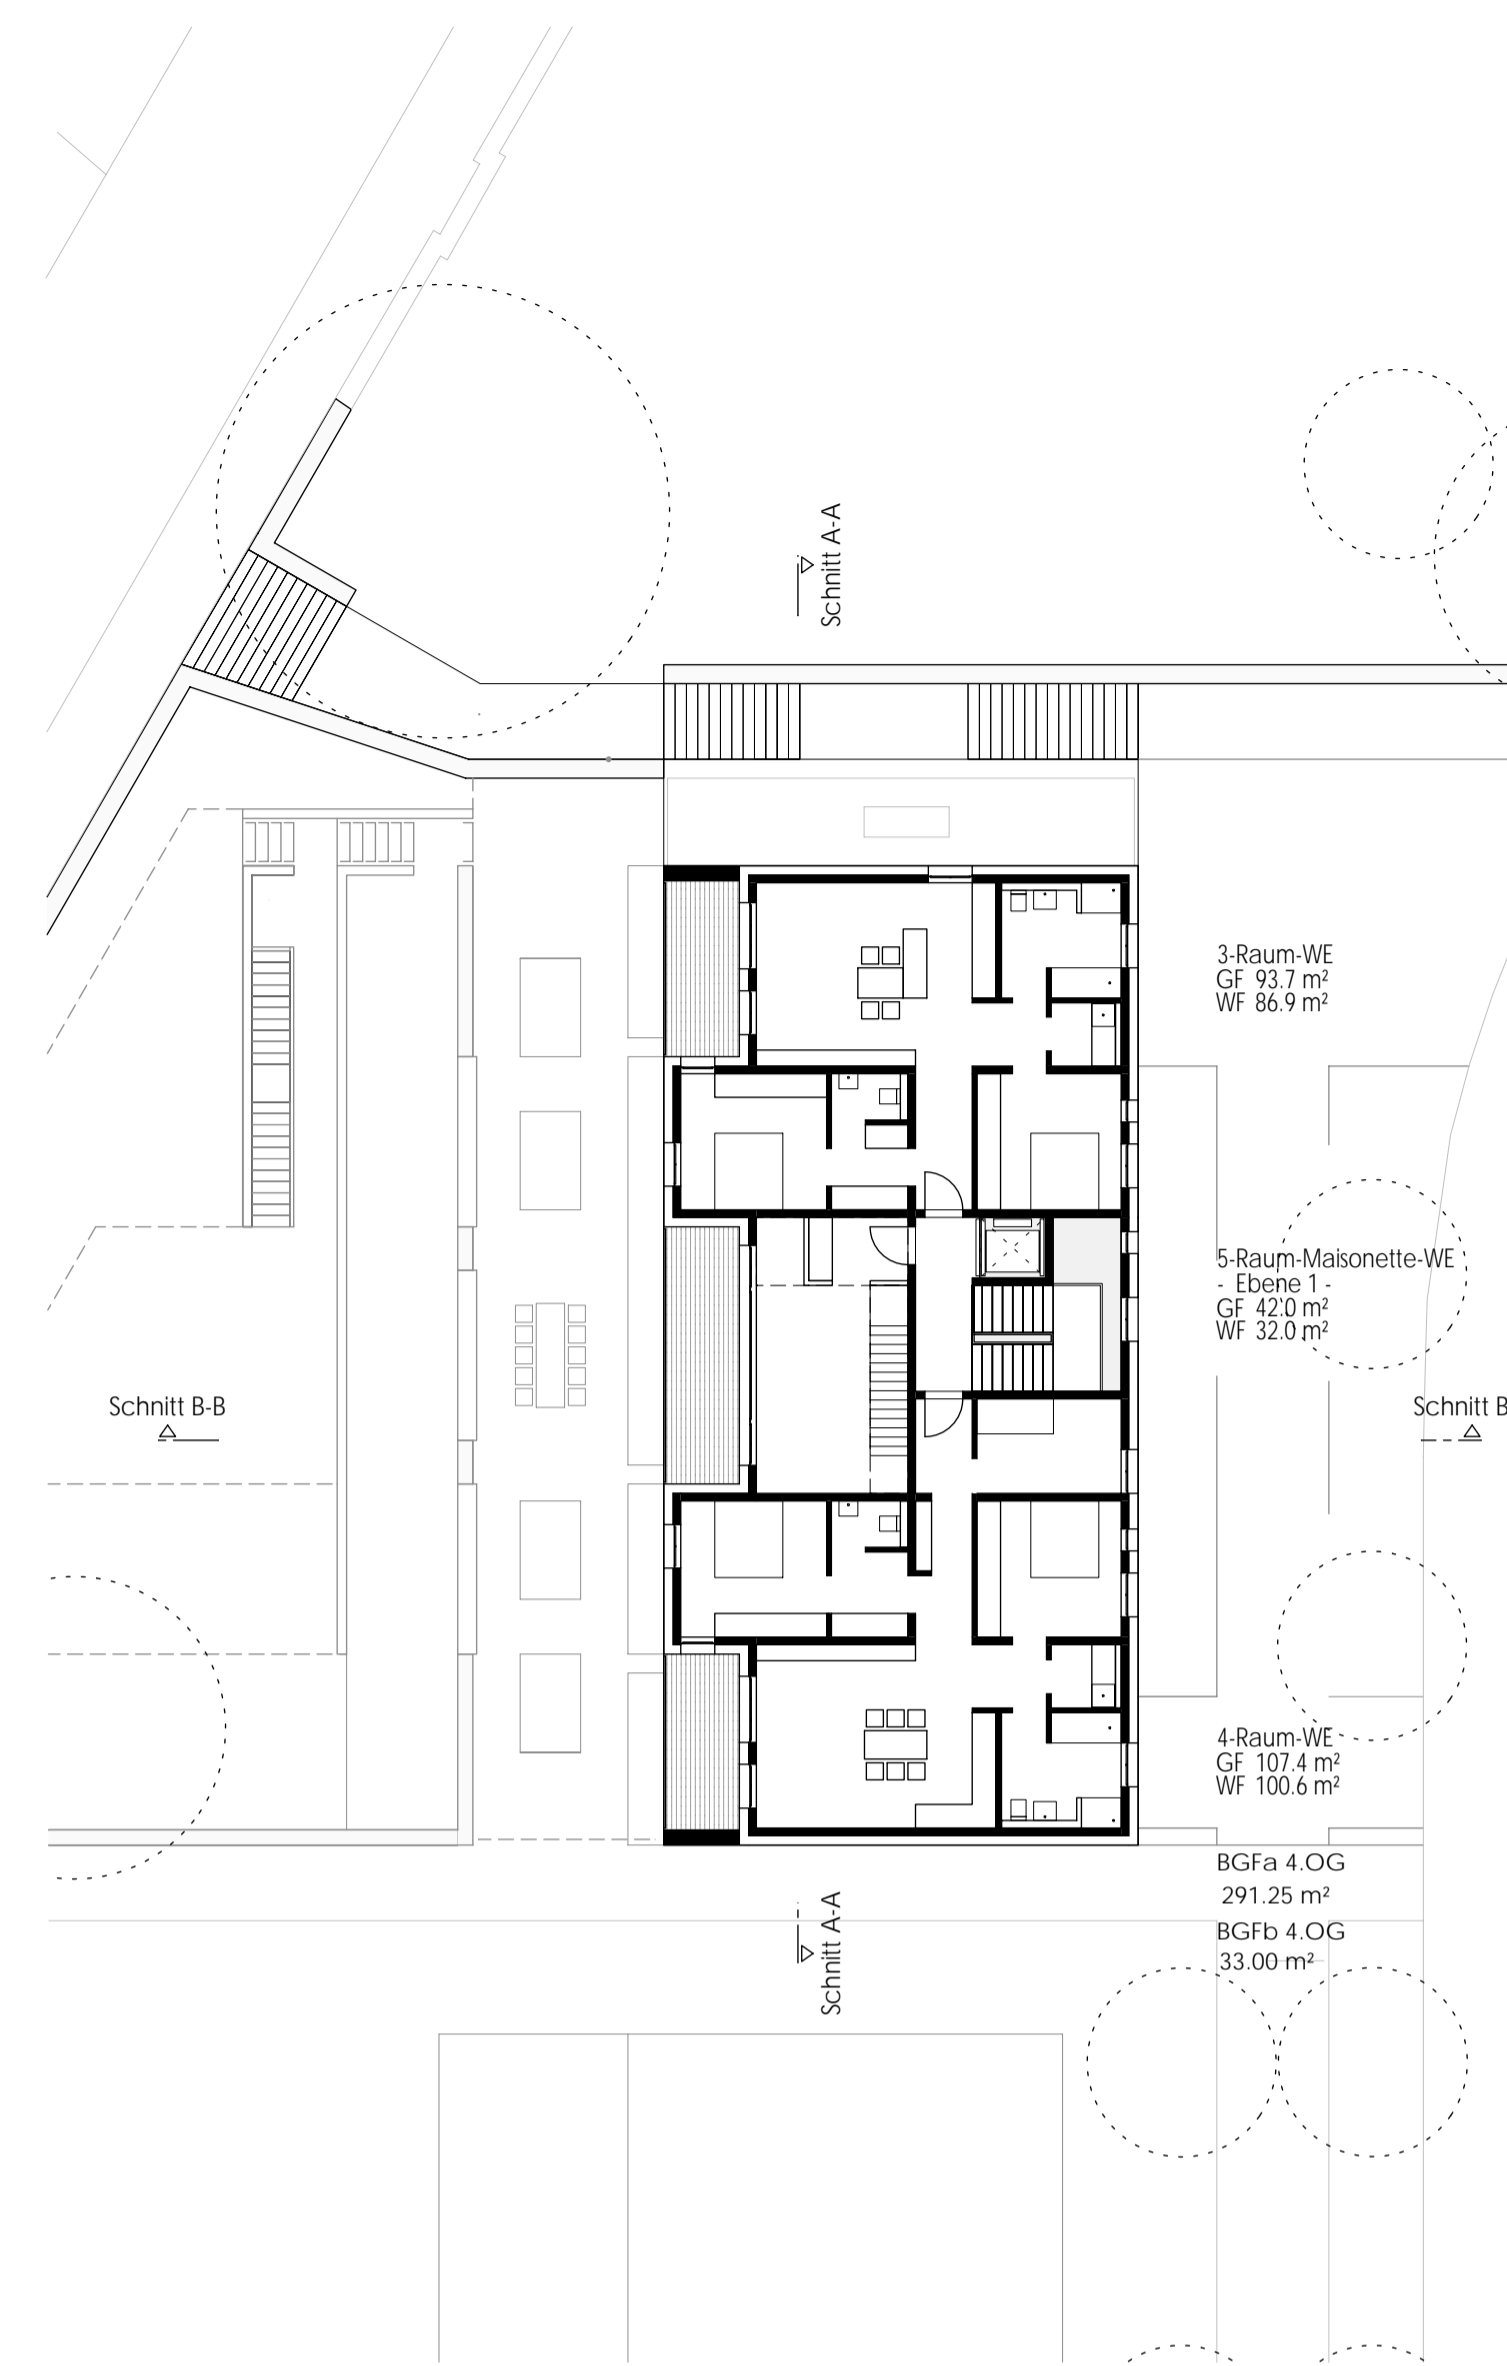 Schnitt A-A
3-Raum-WE
GF 93.7 m²
WF 86.9 m²
5-Raum-Maisonette-WE
- Ebene 1 -
GF 42.0 m²
WF 32.0 m²
Schnitt B-B
Schnitt B
4-Raum-WE
GF 107.4 m²
WF 100.6 m²
BGFa 4.OG
291.25 m²
BGFb 4.OG
33.00 m²
Schnitt A-A